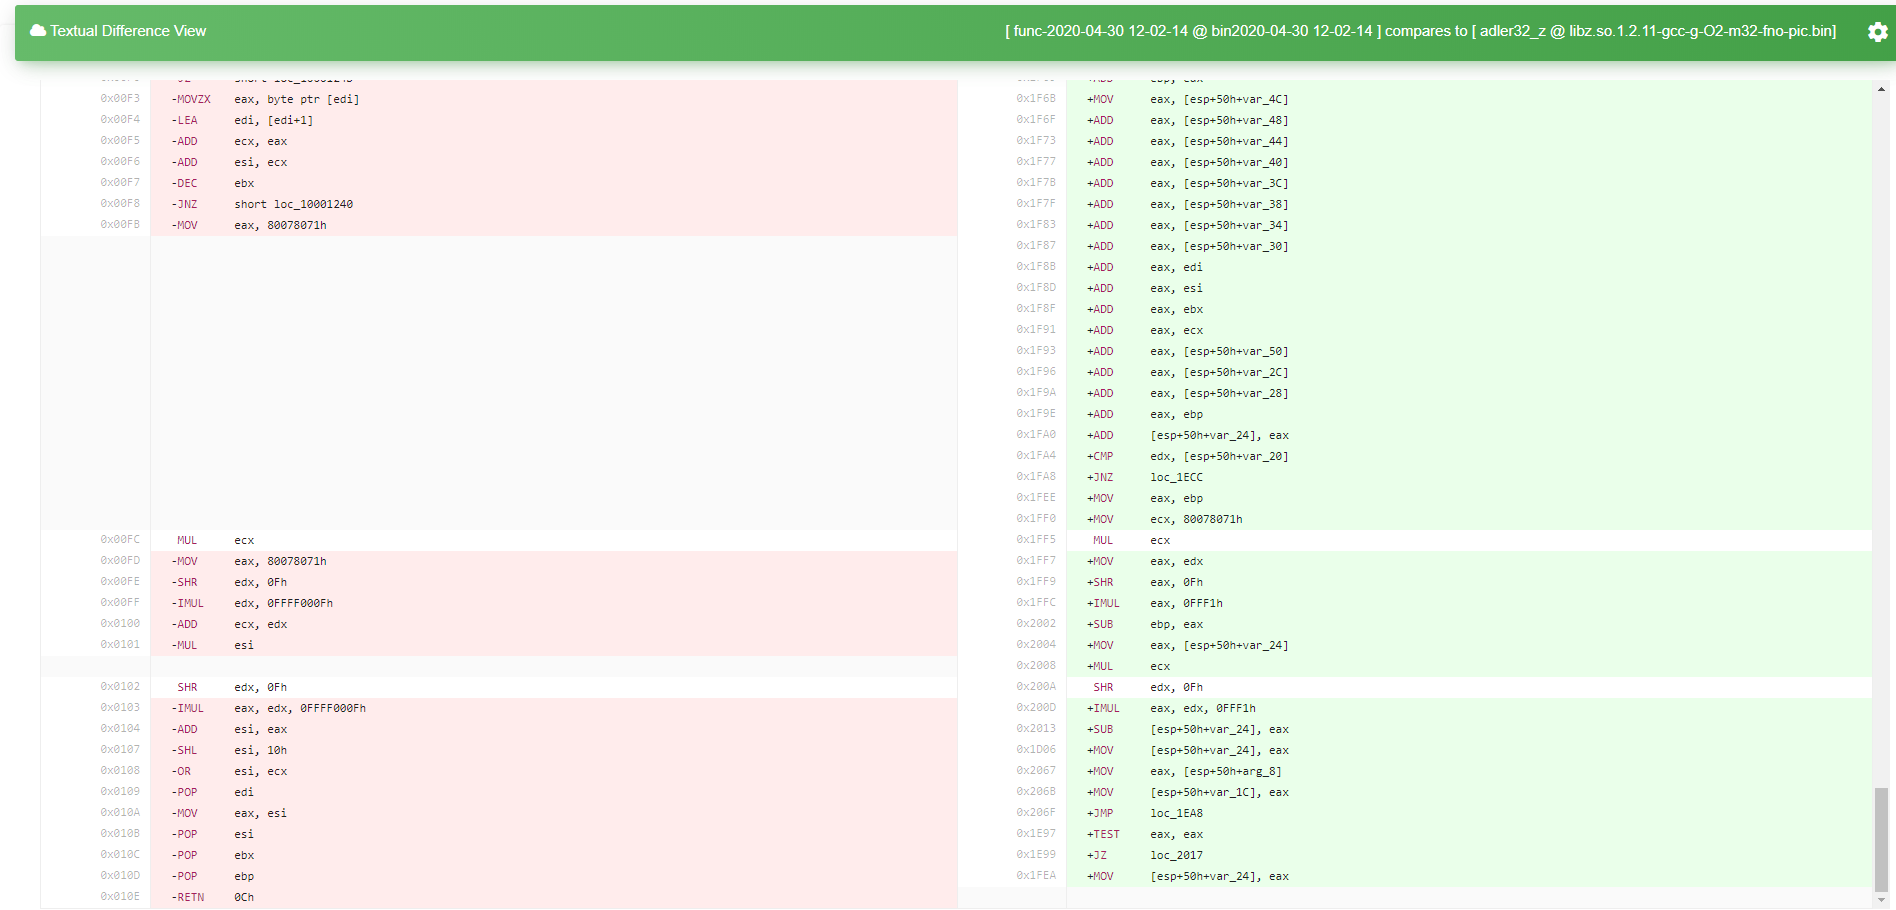 Textual Difference View [ func-2020-04-30 12-02-14 @ bin2020-04-30 12-02-14 ] compares to [ adler32_z @ libz.so.1.2.11-gcc-g-O2-m32-fno-pic.bin]
0x00F3 -MOVZX eax, byte ptr [edi] 0x1F6B +MOV eax, [esp+50h+var_4C]
0x00F4 -LEA edi, [edi+1] 0x1F6F +ADD eax, [esp+50h+var_48]
0x00F5 -ADD ecx, eax 0x1F73 +ADD eax, [esp+50h+var_44]
0x00F6 -ADD esi, ecx 0x1F77 +ADD eax, [esp+50h+var_40]
0x00F7 -DEC ebx 0x1F7B +ADD eax, [esp+50h+var_3C]
0x00F8 -JNZ short loc_10001240 0x1F7F +ADD eax, [esp+50h+var_38]
0x00FB -MOV eax, 80078071h 0x1F83 +ADD eax, [esp+50h+var_34]
0x1F87 +ADD eax, [esp+50h+var_30]
0x1F8B +ADD eax, edi
0x1F8D +ADD eax, esi
0x1F8F +ADD eax, ebx
0x1F91 +ADD eax, ecx
0x1F93 +ADD eax, [esp+50h+var_50]
0x1F96 +ADD eax, [esp+50h+var_2C]
0x1F9A +ADD eax, [esp+50h+var_28]
0x1F9E +ADD eax, ebp
0x1FA0 +ADD [esp+50h+var_24], eax
0x1FA4 +CMP edx, [esp+50h+var_20]
0x1FA8 +JNZ loc_1ECC
0x1FEE +MOV eax, ebp
0x1FF0 +MOV ecx, 80078071h
0x00FC MUL ecx 0x1FF5 MUL ecx
0x00FD -MOV eax, 80078071h 0x1FF7 +MOV eax, edx
0x00FE -SHR edx, 0Fh 0x1FF9 +SHR eax, 0Fh
0x00FF -IMUL edx, 0FFFF000Fh 0x1FFC +IMUL eax, 0FFF1h
0x0100 -ADD ecx, edx 0x2002 +SUB ebp, eax
0x0101 -MUL esi 0x2004 +MOV eax, [esp+50h+var_24]
0x2008 +MUL ecx
0x0102 SHR edx, 0Fh 0x200A SHR edx, 0Fh
0x0103 -IMUL eax, edx, 0FFFF000Fh 0x200D +IMUL eax, edx, 0FFF1h
0x0104 -ADD esi, eax 0x2013 +SUB [esp+50h+var_24], eax
0x0107 -SHL esi, 10h 0x1D06 +MOV [esp+50h+var_24], eax
0x0108 -OR esi, ecx 0x2067 +MOV eax, [esp+50h+arg_8]
0x0109 -POP edi 0x206B +MOV [esp+50h+var_1C], eax
0x010A -MOV eax, esi 0x206F +JMP loc_1EA8
0x010B -POP esi 0x1E97 +TEST eax, eax
0x010C -POP ebx 0x1E99 +JZ loc_2017
0x010D -POP ebp 0x1FEA +MOV [esp+50h+var_24], eax
0x010E -RETN 0Ch